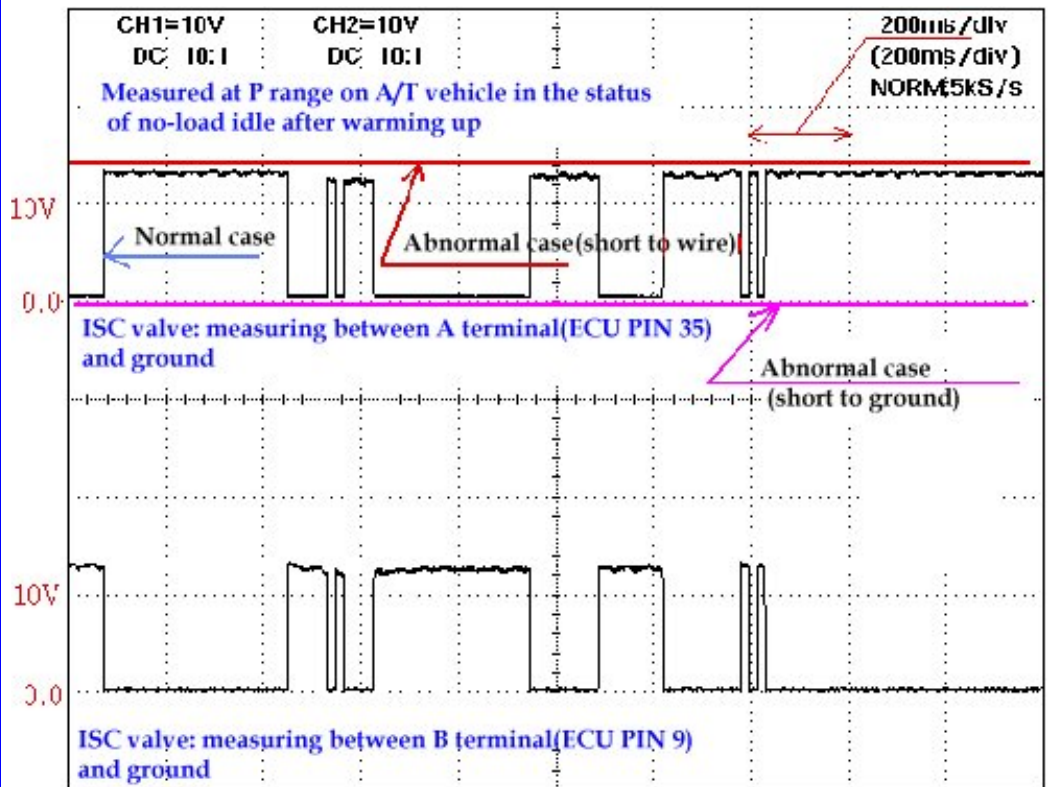 CH1=10V CH2=10V 200ms/div
DC 10:1 DC 10:1 (200ms/div)
NORM:5kS/s
Measured at P range on A/T vehicle in the status
of no-load idle after warming up
10V
Normal case
Abnormal case(short to wire)
0.0
ISC valve: measuring between A terminal(ECU PIN 35)
and ground
Abnormal case
(short to ground)
10V
0.0
ISC valve: measuring between B terminal(ECU PIN 9)
and ground